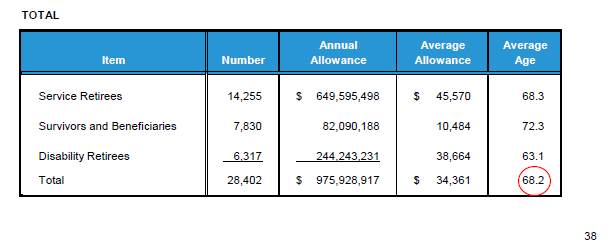 TOTAL
Item Number Annual Allowance Average Allowance Average Age
Service Retirees 14,255 $ 649,595,498 $ 45,570 68.3
Survivors and Beneficiaries 7,830 82,090,188 10,484 72.3
Disability Retirees 6,317 244,243,231 38,664 63.1
Total 28,402 $ 975,928,917 $ 34,361 68.2
38